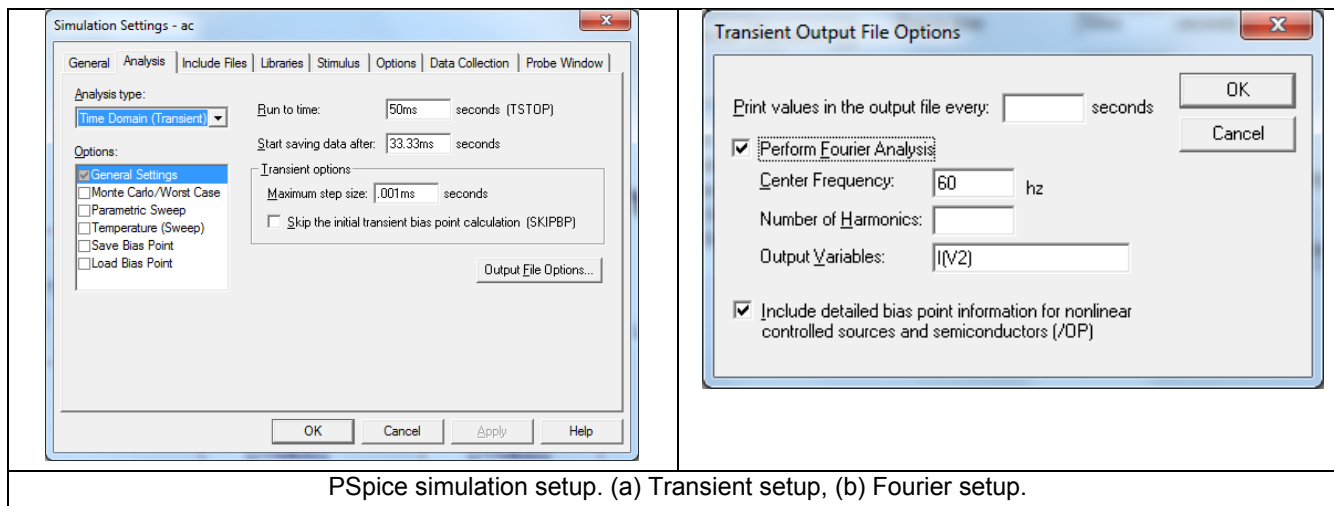 Simulation Settings - ac
General Analysis Include Files Libraries Stimulus Options Data Collection Probe Window
Analysis type:
Time Domain (Transient)
Options:
General Settings
Monte Carlo/Worst Case
Parametric Sweep
Temperature (Sweep)
Save Bias Point
Load Bias Point
Run to time: 50ms seconds (TSTOP)
Start saving data after: 33.33ms seconds
Transient options
Maximum step size: .001ms seconds
Skip the initial transient bias point calculation (SKIPBP)
Output File Options...
OK Cancel Apply Help
Transient Output File Options
Print values in the output file every: seconds
Perform Fourier Analysis
Center Frequency: 60 hz
Number of Harmonics:
Output Variables: I(V2)
Include detailed bias point information for nonlinear
controlled sources and semiconductors (/OP)
OK
Cancel
PSpice simulation setup. (a) Transient setup, (b) Fourier setup.